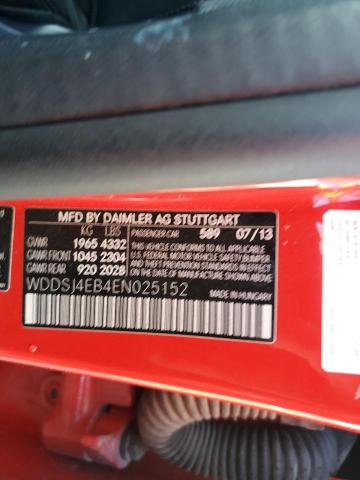 MFD BY DAIMLER AG STUTTGART
KG LBS PASSENGER CAR 589 07/13
GVWR 1965 4332 THIS VEHICLE CONFORMS TO ALL APPLICABLE
GAWR FRONT 1045 2304 U.S. FEDERAL MOTOR VEHICLE SAFETY BUMPER
GAWR REAR 920 2028 AND THEFT PREVENTION STANDARDS IN EFFECT
ON THE DATE OF MANUFACTURE SHOWN ABOVE.
WDDSJ4EB4EN025152 MADE IN HUNGARY